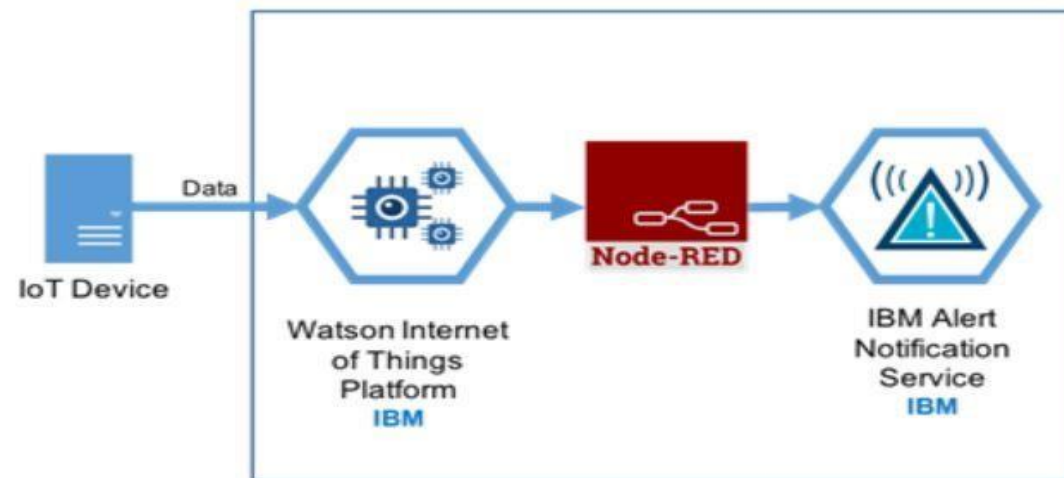 Data
IoT Device
Watson Internet
of Things
Platform
IBM
Node-RED
IBM Alert
Notification
Service
IBM